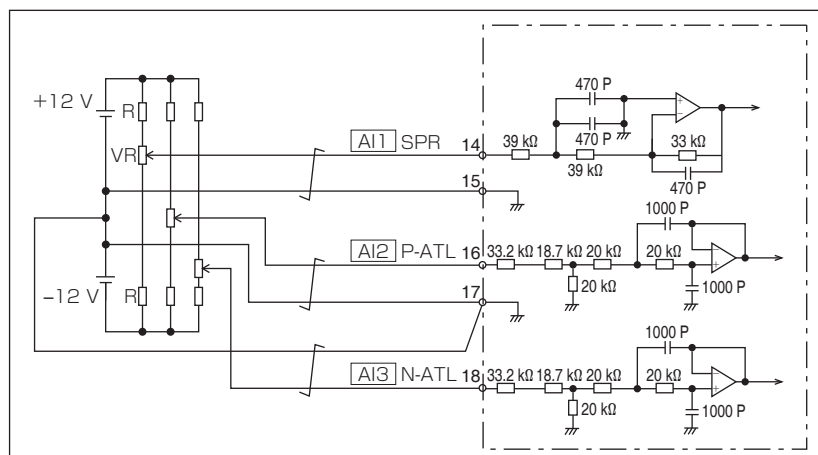 +12 V
R
VR
-12 V
R
AI1 SPR
14
15
39 kΩ
470 P
470 P
39 kΩ
33 kΩ
470 P
+
−
AI2 P-ATL
16
17
33.2 kΩ
18.7 kΩ
20 kΩ
20 kΩ
20 kΩ
1000 P
1000 P
−
+
AI3 N-ATL
18
33.2 kΩ
18.7 kΩ
20 kΩ
20 kΩ
20 kΩ
1000 P
1000 P
−
+